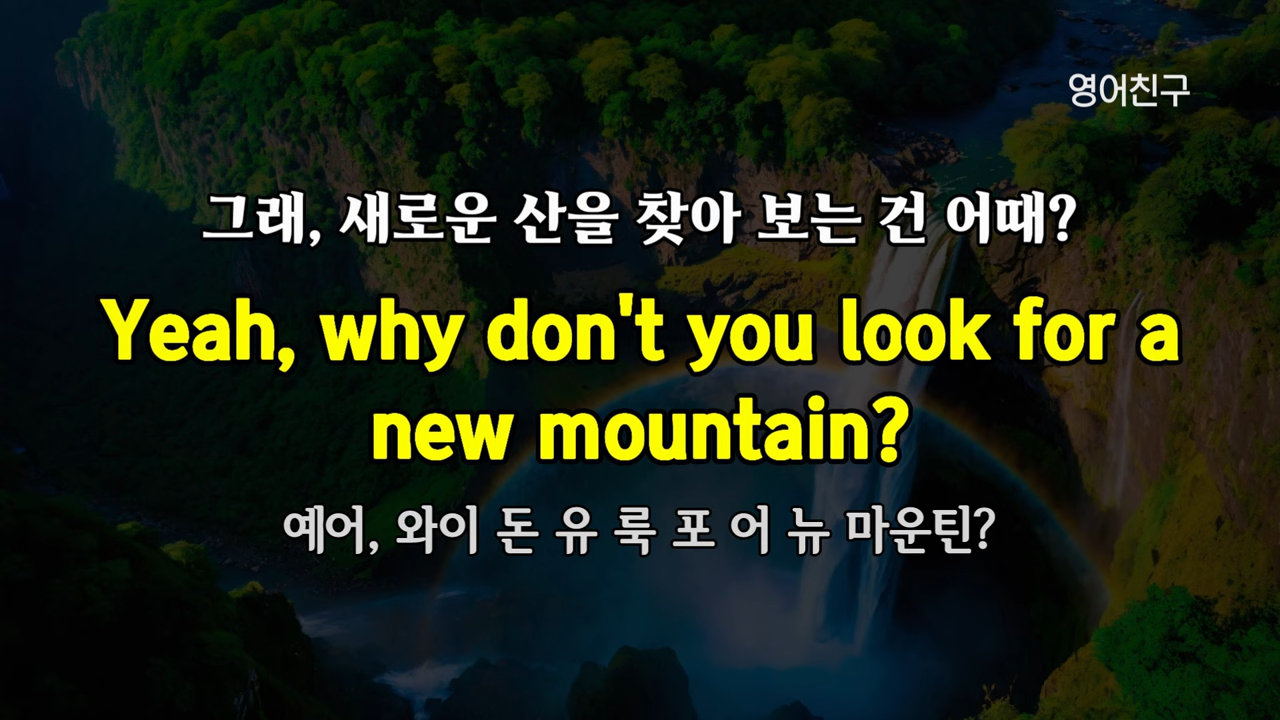 영어친구
그래, 새로운 산을 찾아 보는 건 어때?
Yeah, why don't you look for a
new mountain?
예어, 와이 돈 유 룩 포 어 뉴 마운틴?